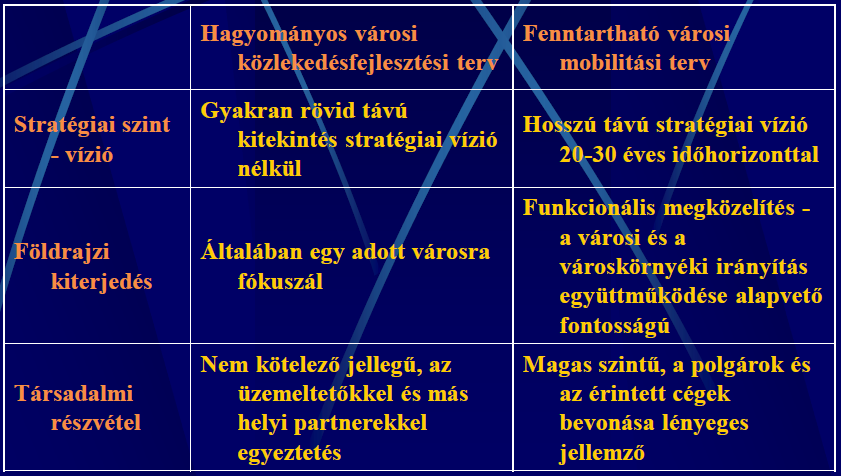 Hagyományos városi
közlekedésfejlesztési terv
Fenntartható városi
mobilitási terv
Stratégiai szint
- vízió
Gyakran rövid távú
kitekintés stratégiai vízió
nélkül
Hosszú távú stratégiai vízió
20-30 éves időhorizonttal
Földrajzi
kiterjedés
Általában egy adott városra
fókuszál
Funkcionális megközelítés -
a városi és a
városkörnyéki irányítás
együttműködése alapvető
fontosságú
Társadalmi
részvétel
Nem kötelező jellegű, az
üzemeltetőkkel és más
helyi partnerekkel
egyeztetés
Magas szintű, a polgárok és
az érintett cégek
bevonása lényeges
jellemző